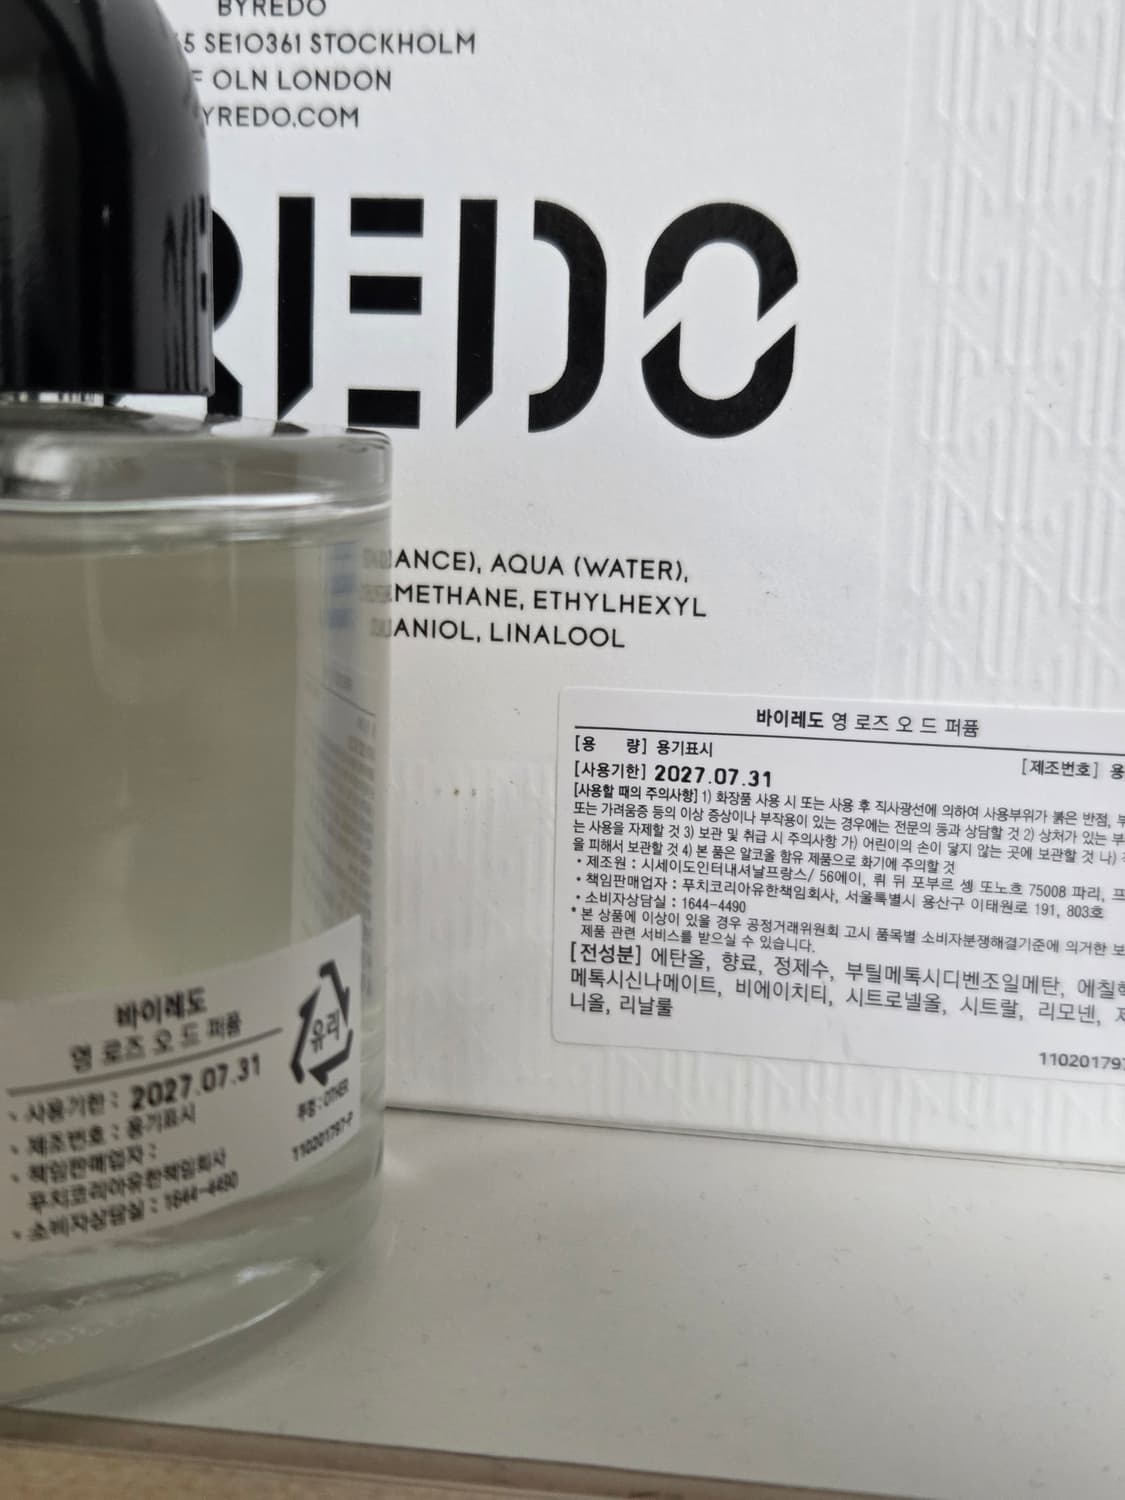 BYREDO
5 SE10361 STOCKHOLM
F OLN LONDON
YREDO.COM
REDO
ANCE), AQUA (WATER),
METHANE, ETHYLHEXYL
ANIOL, LINALOOL
바이레도 영 로즈 오 드 퍼퓸
[용 량] 용기표시 [제조번호] 용
[사용기한] 2027.07.31
[사용할 때의 주의사항] 1) 화장품 사용 시 또는 사용 후 직사광선에 의하여 사용부위가 붉은 반점, 부
또는 가려움증 등의 이상 증상이나 부작용이 있는 경우에는 전문의 등과 상담할 것 2) 상처가 있는 부
는 사용을 자제할 것 3) 보관 및 취급 시 주의사항 가) 어린이의 손이 닿지 않는 곳에 보관할 것 나)
을 피해서 보관할 것 4) 본 품은 알코올 함유 제품으로 화기에 주의할 것
• 제조원 : 시세이도인터내셔날프랑스/ 56에이, 뤼 뒤 포부르 셍 또노흐 75008 파리, 프
• 책임판매업자 : 푸치코리아유한책임회사, 서울특별시 용산구 이태원로 191, 803호
• 소비자상담실 : 1644-4490
* 본 상품에 이상이 있을 경우 공정거래위원회 고시 품목별 소비자분쟁해결기준에 의거한 보
제품 관련 서비스를 받으실 수 있습니다.
[전성분] 에탄올, 향료, 정제수, 부틸메톡시디벤조일메탄, 에칠헥
메톡시신나메이트, 비에이치티, 시트로넬올, 시트랄, 리모넨, 제
니올, 리날룰
110201797
바이레도
영 로즈 오 드 퍼퓸
유리
뚜껑 : OTHER
110201797-P
• 사용기한 : 2027.07.31
• 제조번호 : 용기표시
• 책임판매업자 :
푸치코리아유한책임회사
• 소비자상담실 : 1644-4490